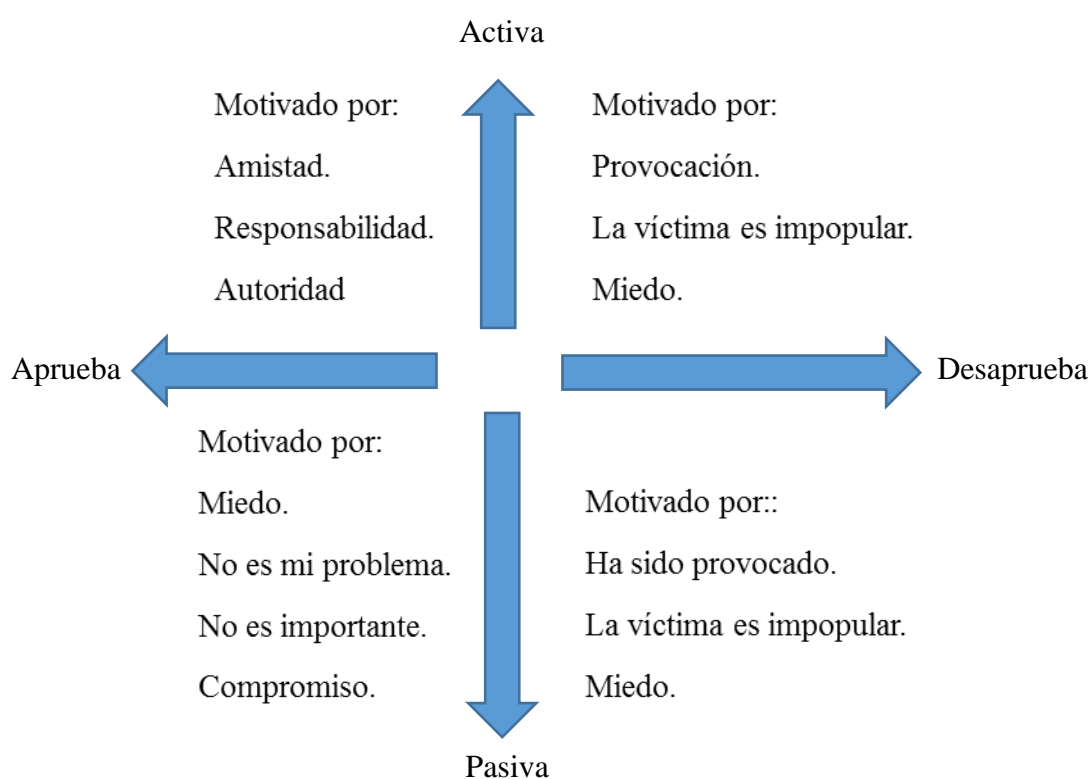 Activa
Motivado por:
Amistad.
Responsabilidad.
Autoridad
Motivado por:
Provocación.
La víctima es impopular.
Miedo.
Aprueba
Desaprueba
Motivado por:
Miedo.
No es mi problema.
No es importante.
Compromiso.
Motivado por::
Ha sido provocado.
La víctima es impopular.
Miedo.
Pasiva